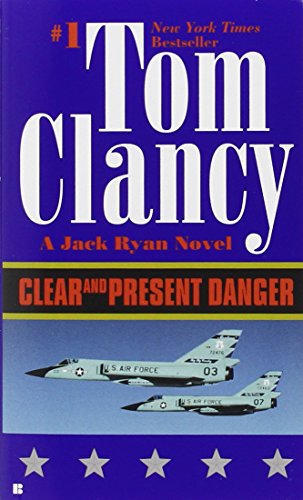 #1
New York Times
Bestseller
Tom
Clancy
A Jack Ryan Novel
CLEAR AND PRESENT DANGER
U.S. AIR FORCE
03
U.S. AIR FORCE
07
B